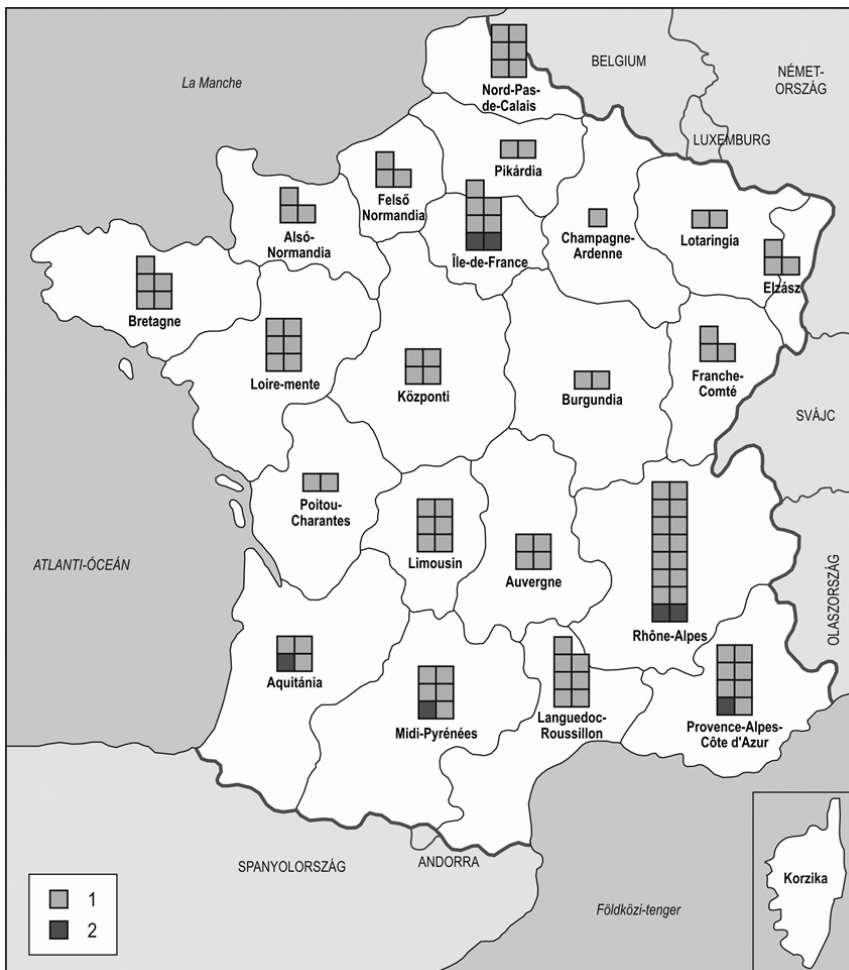 La Manche
BELGIUM
NÉMET-
ORSZÁG
Nord-Pas-
de-Calais
LUXEMBURG
Pikárdia
Felső
Normandia
Alsó-
Normandia
Île-de-France
Champagne-
Ardenne
Lotaringia
Elzász
Bretagne
Loire-mente
Központi
Burgundia
Franche-
Comté
SVÁJC
Poitou-
Charantes
Limousin
Auvergne
ATLANTI-ÓCEÁN
OLASZORSZÁG
Rhône-Alpes
Aquitánia
Midi-Pyrénées
Languedoc-
Roussillon
Provence-Alpes-
Côte d'Azur
SPANYOLORSZÁG
ANDORRA
Korzika
Földközi-tenger
1
2